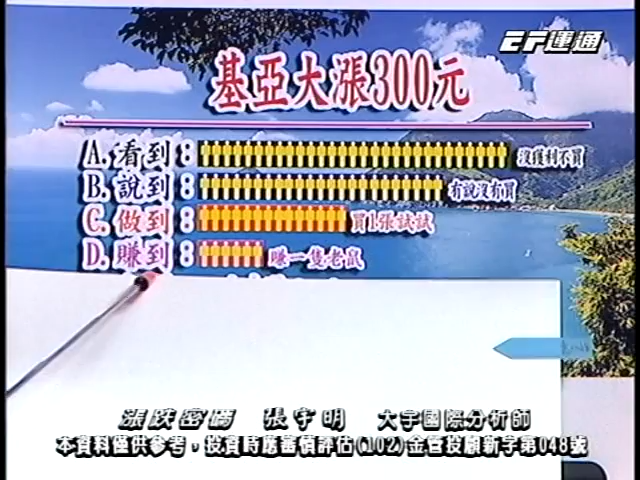 EF運通
基亞大漲300元
A. 看到：沒獲利不買
B. 說到：有說沒有買
C. 做到：買1張試試
D. 賺到：賺一隻老鼠
漲跌密碼 張宇明 大宇國際分析師
本資料僅供參考，投資時應審慎評估(102)金管投顧新字第048號